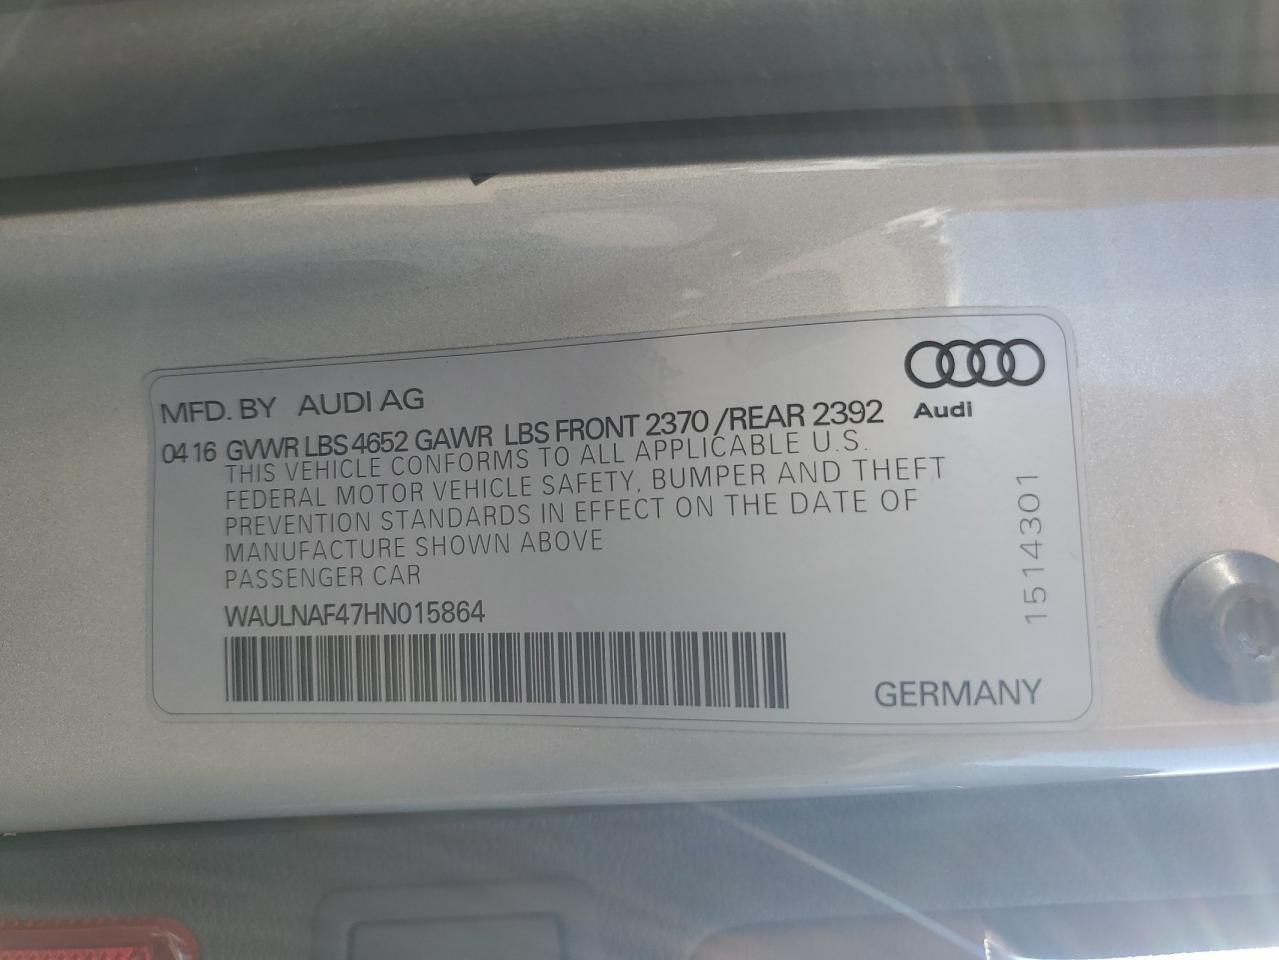 MFD. BY AUDI AG
0416 GVWR LBS 4652 GAWR LBS FRONT 2370 /REAR 2392
Audi
THIS VEHICLE CONFORMS TO ALL APPLICABLE U.S.
FEDERAL MOTOR VEHICLE SAFETY, BUMPER AND THEFT
PREVENTION STANDARDS IN EFFECT ON THE DATE OF
MANUFACTURE SHOWN ABOVE
PASSENGER CAR
WAULNAF47HN015864
1514301
GERMANY